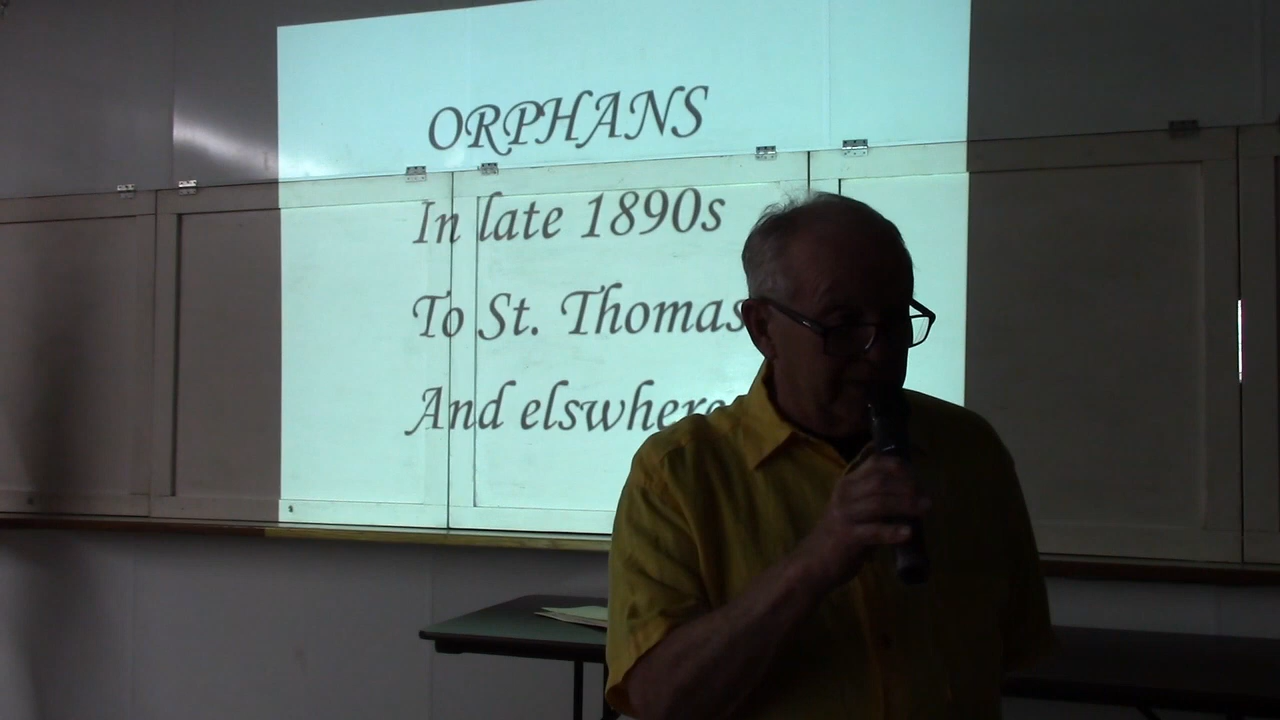 ORPHANS
In late 1890s
To St. Thomas
And elswhere